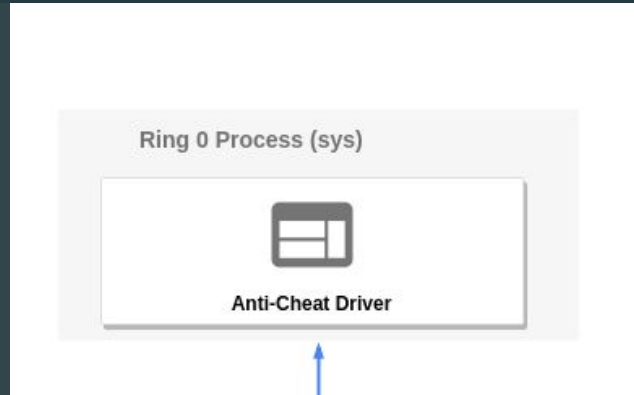 Ring 0 Process (sys)
Anti-Cheat Driver